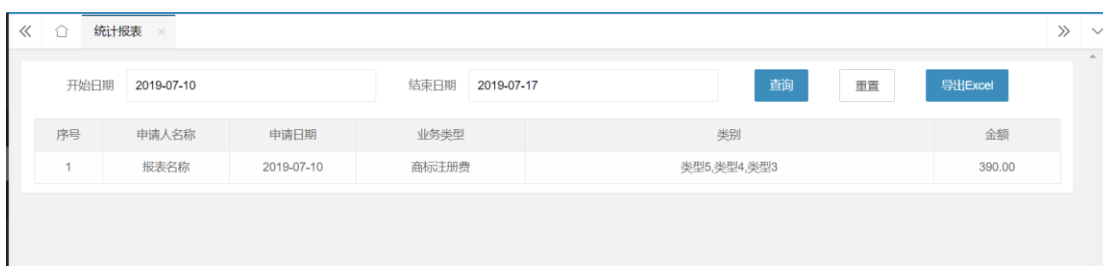 统计报表
开始日期 2019-07-10 结束日期 2019-07-17 查询 重置 导出Excel
序号 申请人名称 申请日期 业务类型 类别 金额
1 报表名称 2019-07-10 商标注册费 类型5,类型4,类型3 390.00